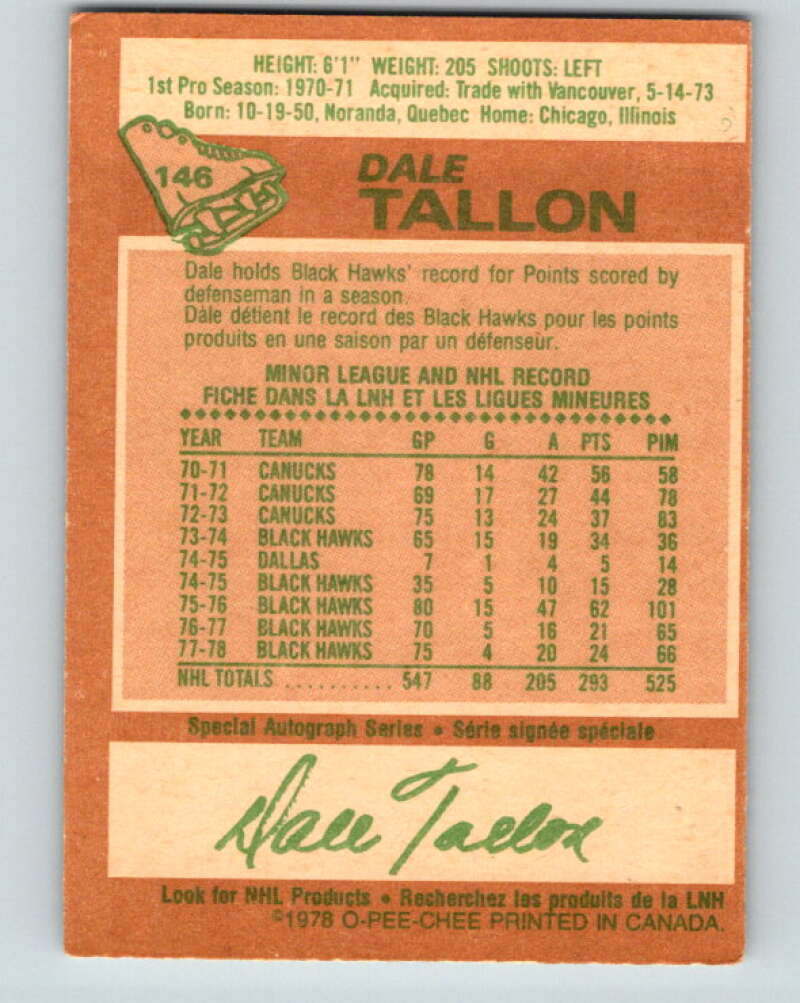 HEIGHT: 6'1" WEIGHT: 205 SHOOTS: LEFT
1st Pro Season: 1970-71 Acquired: Trade with Vancouver, 5-14-73
Born: 10-19-50, Noranda, Quebec Home: Chicago, Illinois
146
DALE
TALLON
Dale holds Black Hawks' record for Points scored by
defenseman in a season.
Dale détient le record des Black Hawks pour les points
produits en une saison par un défenseur.
MINOR LEAGUE AND NHL RECORD
FICHE DANS LA LNH ET LES LIGUES MINEURES
YEAR TEAM GP G A PTS PIM
70-71 CANUCKS 78 14 42 56 58
71-72 CANUCKS 69 17 27 44 78
72-73 CANUCKS 75 13 24 37 83
73-74 BLACK HAWKS 65 15 19 34 36
74-75 DALLAS 7 1 4 5 14
74-75 BLACK HAWKS 35 5 10 15 28
75-76 BLACK HAWKS 80 15 47 62 101
76-77 BLACK HAWKS 70 5 16 21 65
77-78 BLACK HAWKS 75 4 20 24 66
NHL TOTALS .......... 547 88 205 293 525
Special Autograph Series • Série signée spéciale
Dale Tallon
Look for NHL Products • Recherchez les produits de la LNH
©1978 O-PEE-CHEE PRINTED IN CANADA.